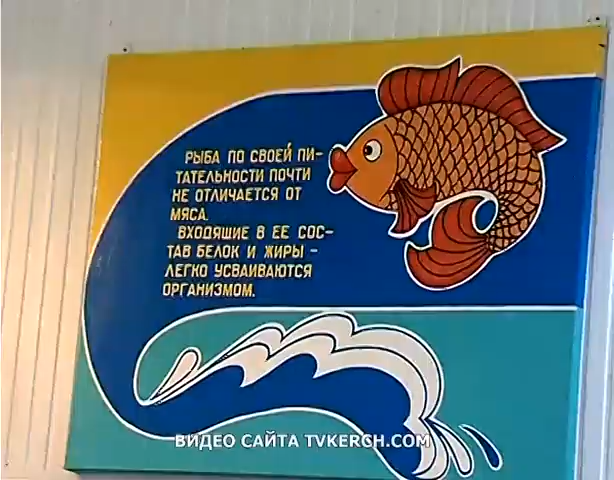 РЫБА ПО СВОЕЙ ПИ-
ТАТЕЛЬНОСТИ ПОЧТИ
НЕ ОТЛИЧАЕТСЯ ОТ
МЯСА.
ВХОДЯЩИЕ В ЕЕ СОС-
ТАВ БЕЛОК И ЖИРЫ –
ЛЕГКО УСВАИВАЮТСЯ
ОРГАНИЗМОМ.
ВИДЕО САЙТА TVKERCH.COM